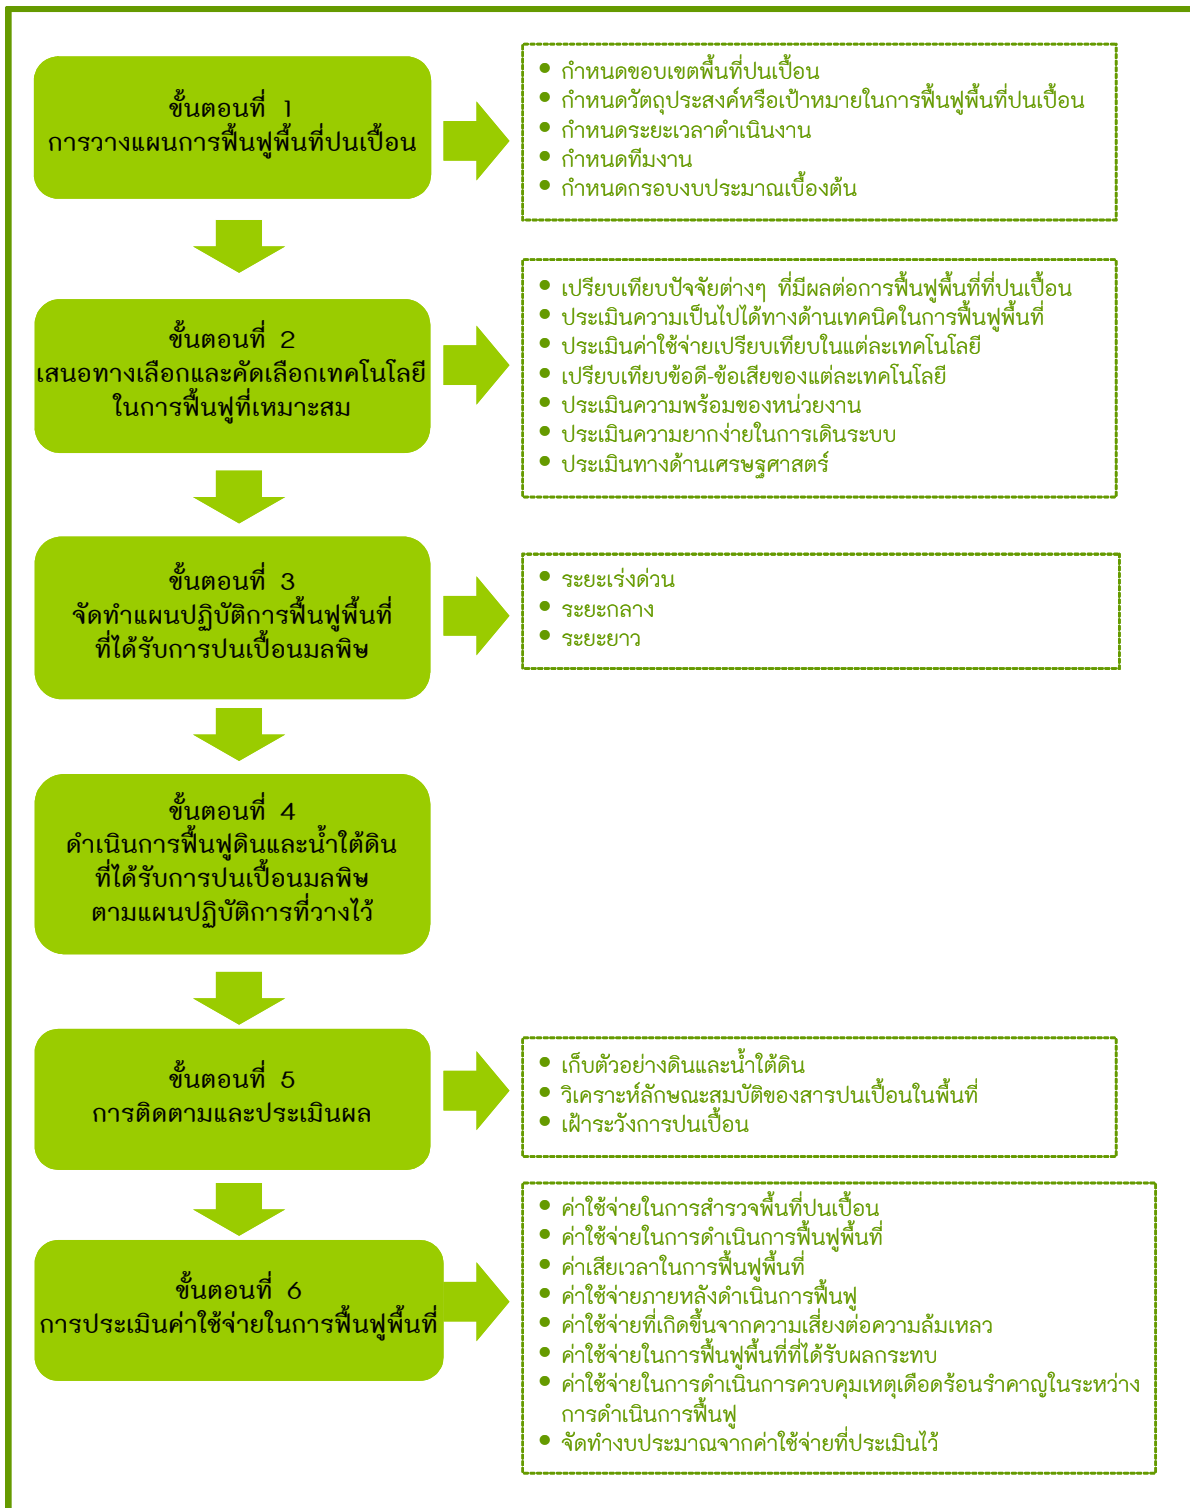 ขั้นตอนที่ 1
การวางแผนการฟื้นฟูพื้นที่ปนเปื้อน
• กำหนดขอบเขตพื้นที่ปนเปื้อน
• กำหนดวัตถุประสงค์หรือเป้าหมายในการฟื้นฟูพื้นที่ปนเปื้อน
• กำหนดระยะเวลาดำเนินงาน
• กำหนดทีมงาน
• กำหนดกรอบงบประมาณเบื้องต้น
ขั้นตอนที่ 2
เสนอทางเลือกและคัดเลือกเทคโนโลยี
ในการฟื้นฟูที่เหมาะสม
• เปรียบเทียบปัจจัยต่างๆ ที่มีผลต่อการฟื้นฟูพื้นที่ที่ปนเปื้อน
• ประเมินความเป็นไปได้ทางด้านเทคนิคในการฟื้นฟูพื้นที่
• ประเมินค่าใช้จ่ายเปรียบเทียบในแต่ละเทคโนโลยี
• เปรียบเทียบข้อดี-ข้อเสียของแต่ละเทคโนโลยี
• ประเมินความพร้อมของหน่วยงาน
• ประเมินความยากง่ายในการเดินระบบ
• ประเมินทางด้านเศรษฐศาสตร์
ขั้นตอนที่ 3
จัดทำแผนปฏิบัติการฟื้นฟูพื้นที่
ที่ได้รับการปนเปื้อนมลพิษ
• ระยะเร่งด่วน
• ระยะกลาง
• ระยะยาว
ขั้นตอนที่ 4
ดำเนินการฟื้นฟูดินและน้ำใต้ดิน
ที่ได้รับการปนเปื้อนมลพิษ
ตามแผนปฏิบัติการที่วางไว้
ขั้นตอนที่ 5
การติดตามและประเมินผล
• เก็บตัวอย่างดินและน้ำใต้ดิน
• วิเคราะห์ลักษณะสมบัติของสารปนเปื้อนในพื้นที่
• เฝ้าระวังการปนเปื้อน
ขั้นตอนที่ 6
การประเมินค่าใช้จ่ายในการฟื้นฟูพื้นที่
• ค่าใช้จ่ายในการสำรวจพื้นที่ปนเปื้อน
• ค่าใช้จ่ายในการดำเนินการฟื้นฟูพื้นที่
• ค่าเสียเวลาในการฟื้นฟูพื้นที่
• ค่าใช้จ่ายภายหลังดำเนินการฟื้นฟู
• ค่าใช้จ่ายที่เกิดขึ้นจากความเสี่ยงต่อความล้มเหลว
• ค่าใช้จ่ายในการฟื้นฟูพื้นที่ที่ได้รับผลกระทบ
• ค่าใช้จ่ายในการดำเนินการควบคุมเหตุเดือดร้อนรำคาญในระหว่าง
การดำเนินการฟื้นฟู
• จัดทำงบประมาณจากค่าใช้จ่ายที่ประเมินไว้